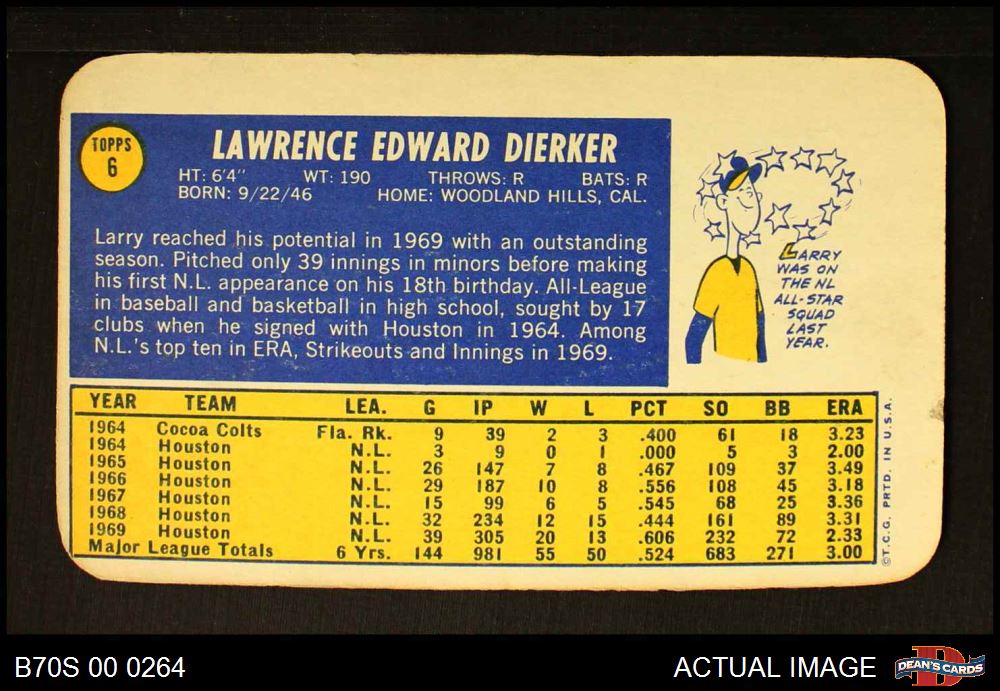 TOPPS
6
LAWRENCE EDWARD DIERKER
HT: 6'4" WT: 190 THROWS: R BATS: R
BORN: 9/22/46 HOME: WOODLAND HILLS, CAL.
Larry reached his potential in 1969 with an outstanding
season. Pitched only 39 innings in minors before making
his first N.L. appearance on his 18th birthday. All-League
in baseball and basketball in high school, sought by 17
clubs when he signed with Houston in 1964. Among
N.L.'s top ten in ERA, Strikeouts and Innings in 1969.
LARRY
WAS ON
THE NL
ALL-STAR
SQUAD
LAST
YEAR.
YEAR TEAM LEA. G IP W L PCT SO BB ERA
1964 Cocoa Colts Fla. Rk. 9 39 2 3 .400 61 18 3.23
1964 Houston N.L. 3 9 0 1 .000 5 3 2.00
1965 Houston N.L. 26 147 7 8 .467 109 37 3.49
1966 Houston N.L. 29 187 10 8 .556 108 45 3.18
1967 Houston N.L. 15 99 6 5 .545 68 25 3.36
1968 Houston N.L. 32 234 12 15 .444 161 89 3.31
1969 Houston N.L. 39 305 20 13 .606 232 72 2.33
Major League Totals 6 Yrs. 144 981 55 50 .524 683 271 3.00
©T.C.G. PRTD. IN U.S.A.
B70S 00 0264
ACTUAL IMAGE
DEAN'S CARDS